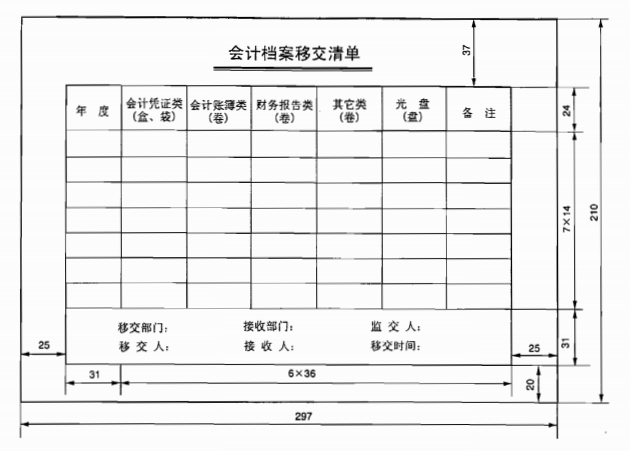 会计档案移交清单
37
年 度 会计凭证类(盒、袋) 会计账簿类(卷) 财务报告类(卷) 其它类(卷) 光 盘(盘) 备 注
24
7×14
210
移交部门： 接收部门： 监 交 人：
移 交 人： 接 收 人： 移交时间：
31
25
25
31
6×36
20
297